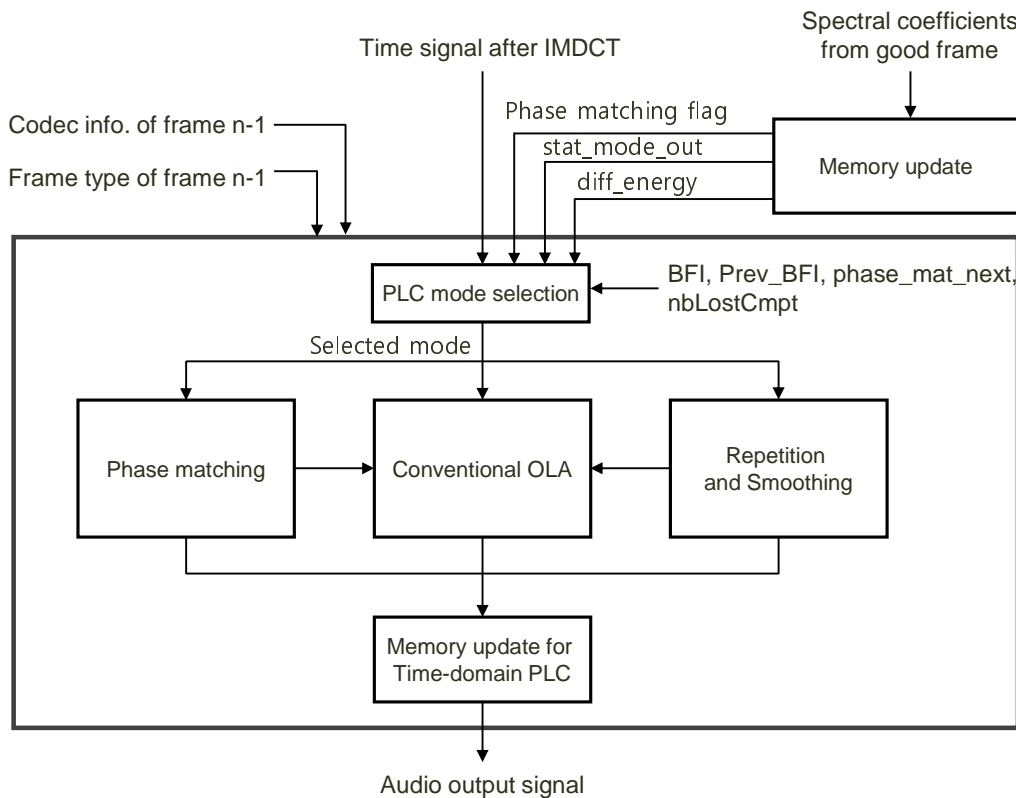 Spectral coefficients
from good frame
Time signal after IMDCT
Phase matching flag
Codec info. of frame n-1
stat_mode_out
Memory update
Frame type of frame n-1
diff_energy
PLC mode selection
BFI, Prev_BFI, phase_mat_next,
nbLostCmpt
Selected mode
Phase matching
Conventional OLA
Repetition
and Smoothing
Memory update for
Time-domain PLC
Audio output signal